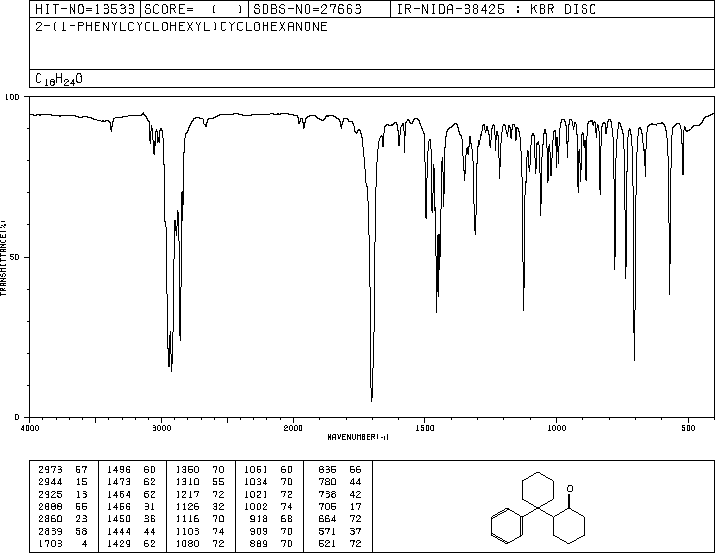 HIT-NO=13533 SCORE= ( ) SDBS-NO=27663 IR-NIDA-38425 : KBR DISC
2-(1-PHENYLCYCLOHEXYL)CYCLOHEXANONE
C18H24O
100
50
0
TRANSMITTANCE(%)
4000 3000 2000 1500 1000 500
WAVENUMBER(-1)
2973 57 1496 60 1350 70 1061 60 835 66
2944 15 1473 62 1310 55 1034 70 780 44
2925 13 1464 62 1217 72 1021 72 738 42
2888 55 1456 31 1126 32 1002 74 705 17
2860 23 1450 36 1116 70 918 68 664 72
2839 58 1444 44 1103 74 909 70 571 37
1703 4 1429 62 1080 72 889 70 521 72
O